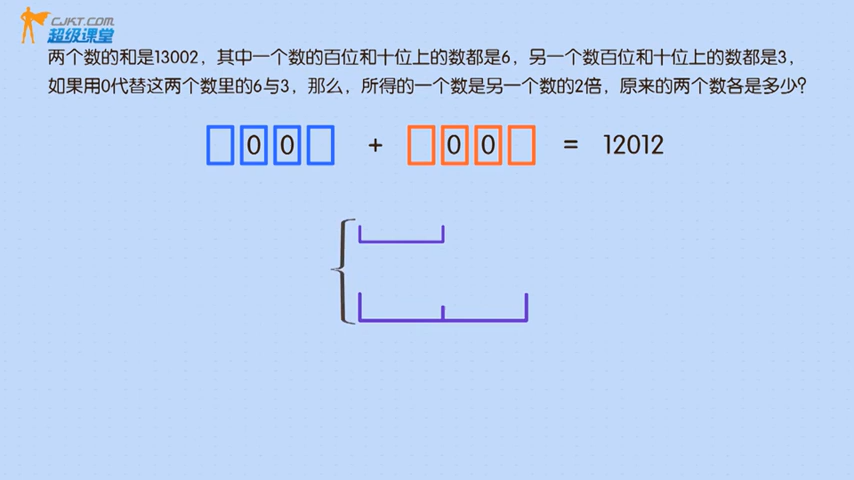 CJKT.COM
超级课堂
两个数的和是13002，其中一个数的百位和十位上的数都是6，另一个数百位和十位上的数都是3，
如果用0代替这两个数里的6与3，那么，所得的一个数是另一个数的2倍，原来的两个数各是多少？
0 0 + 0 0 = 12012